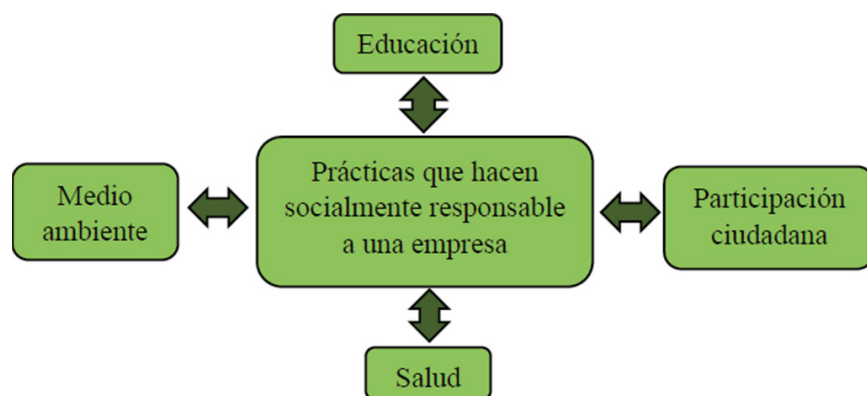 Educación
Prácticas que hacen
socialmente responsable
a una empresa
Medio
ambiente
Participación
ciudadana
Salud